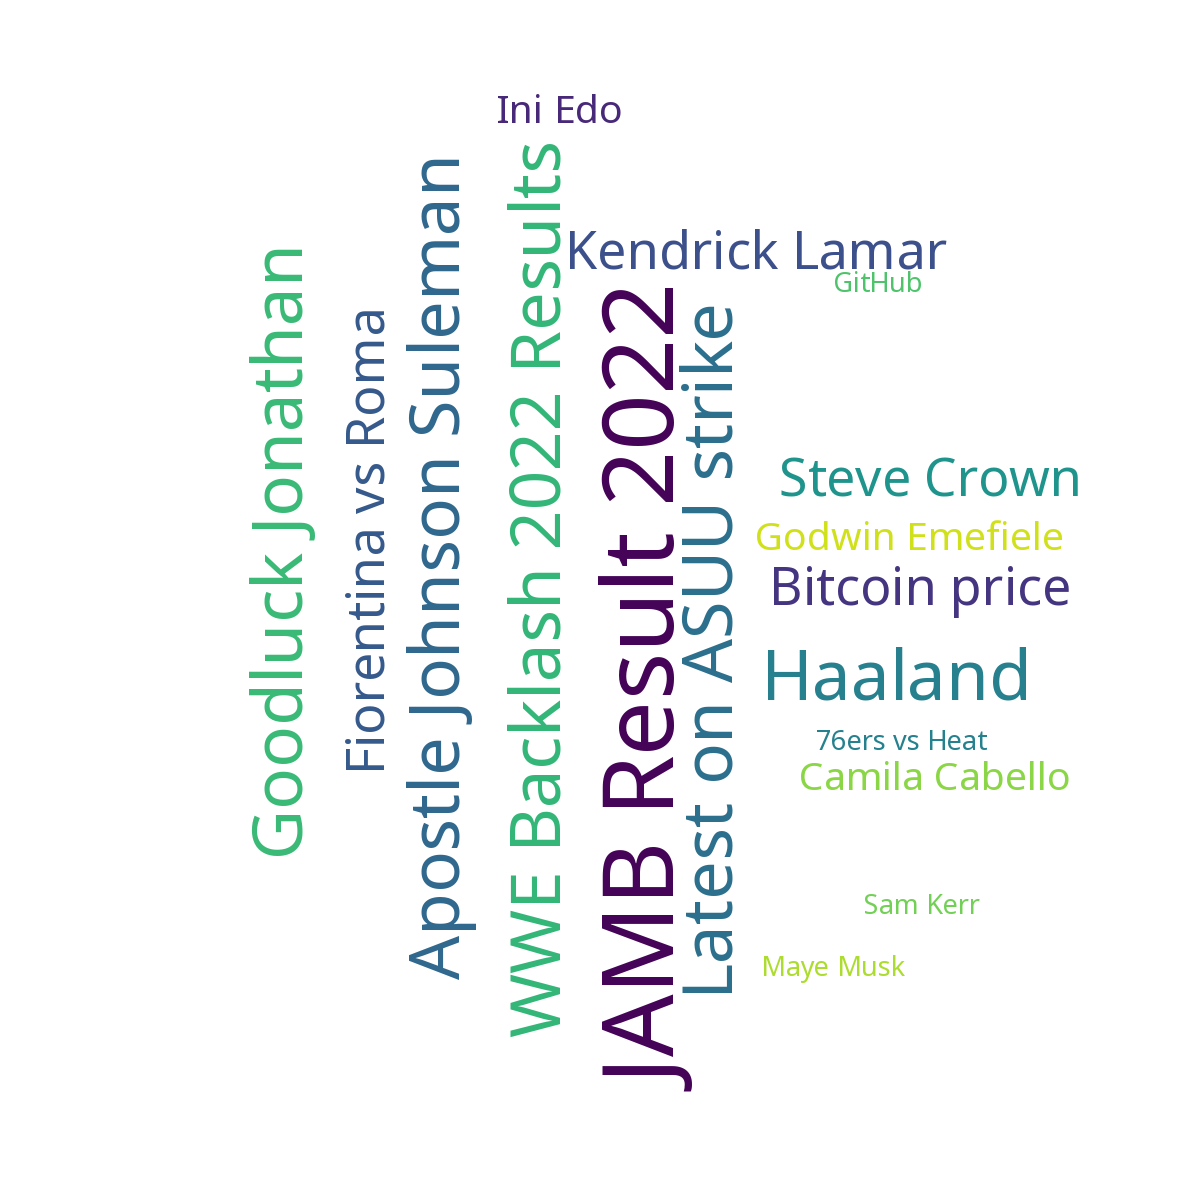 Ini Edo
Goodluck Jonathan
Fiorentina vs Roma
Apostle Johnson Suleman
WWE Backlash 2022 Results
JAMB Result 2022
Latest on ASUU strike
Kendrick Lamar
GitHub
Steve Crown
Godwin Emefiele
Bitcoin price
Haaland
76ers vs Heat
Camila Cabello
Sam Kerr
Maye Musk